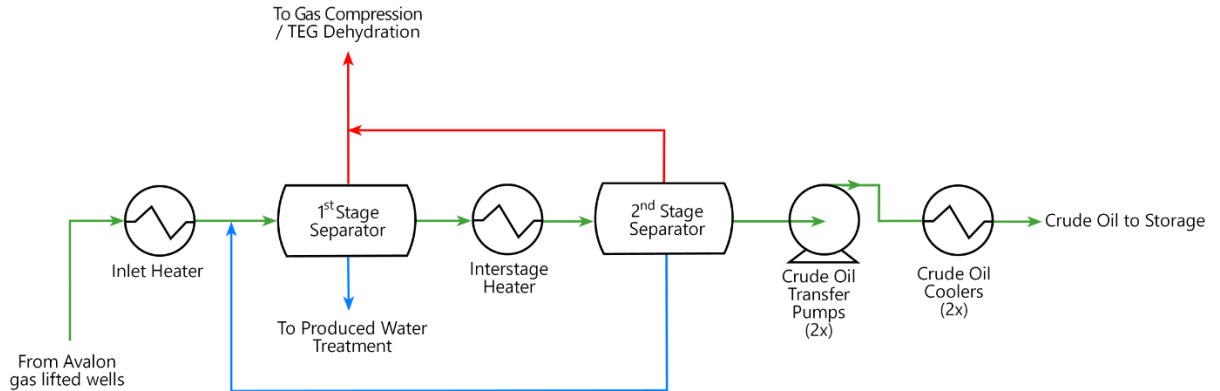 To Gas Compression
/ TEG Dehydration
1st Stage
Separator
2nd Stage
Separator
Inlet Heater
Interstage
Heater
Crude Oil
Transfer
Pumps
(2x)
Crude Oil
Coolers
(2x)
Crude Oil to Storage
To Produced Water
Treatment
From Avalon
gas lifted wells